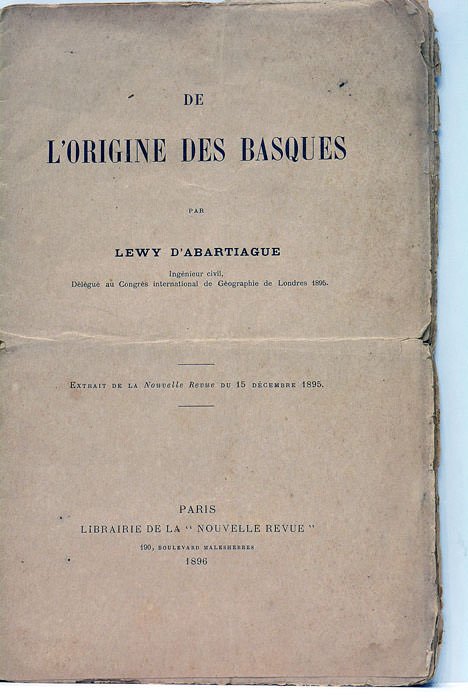 DE
L'ORIGINE DES BASQUES
PAR
LEWY D'ABARTIAGUE
Ingénieur civil,
Délégué au Congrès international de Géographie de Londres 1895.
EXTRAIT DE LA Nouvelle Revue DU 15 DÉCEMBRE 1895.
PARIS
LIBRAIRIE DE LA "NOUVELLE REVUE"
190, BOULEVARD MALESHERBES
1896